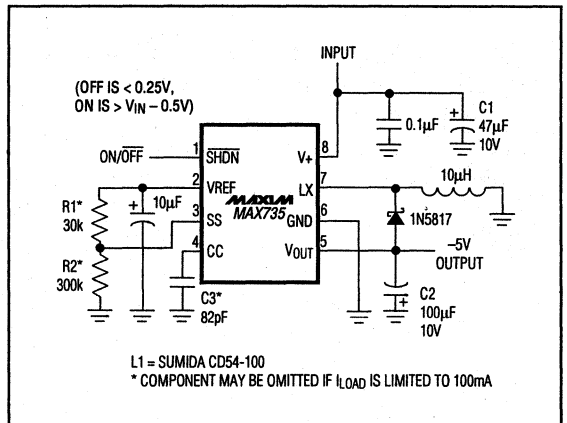 INPUT
(OFF IS < 0.25V,
ON IS > VIN – 0.5V)
0.1µF
+ C1
47µF
10V
ON/OFF
1 SHDN
V+ 8
10µH
2 VREF
LX 7
R1*
30k
+ 10µF
MAXIM
MAX735
1N5817
3 SS
GND 6
4 CC
VOUT 5
–5V
OUTPUT
R2*
300k
C3*
82pF
C2
100µF
10V
+
L1 = SUMIDA CD54-100
* COMPONENT MAY BE OMITTED IF ILOAD IS LIMITED TO 100mA